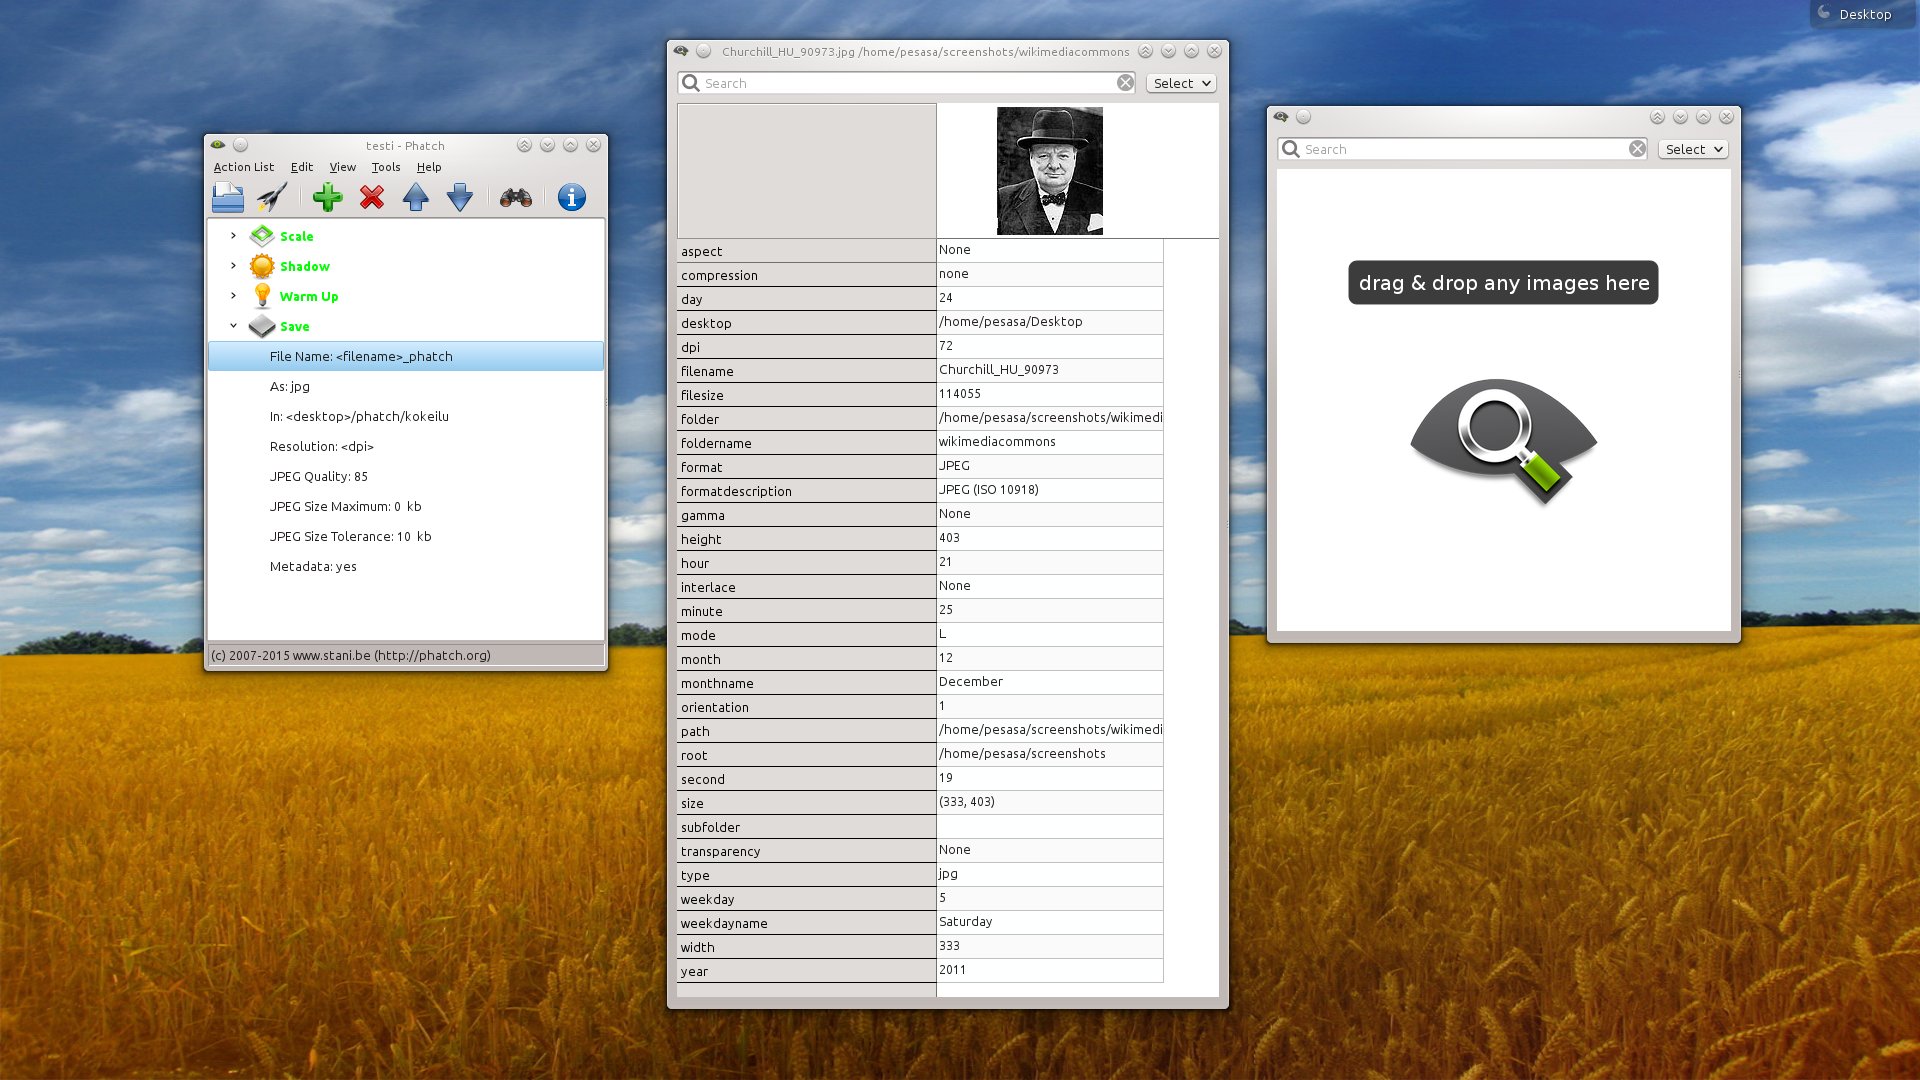 Desktop
testi - Phatch
Action List Edit View Tools Help
Scale
Shadow
Warm Up
Save
File Name: <filename>_phatch
As: jpg
In: <desktop>/phatch/kokeilu
Resolution: <dpi>
JPEG Quality: 85
JPEG Size Maximum: 0 kb
JPEG Size Tolerance: 10 kb
Metadata: yes
(c) 2007-2015 www.stani.be (http://phatch.org)
Churchill_HU_90973.jpg /home/pesasa/screenshots/wikimediacommons
Search Select
aspect None
compression none
day 24
desktop /home/pesasa/Desktop
dpi 72
filename Churchill_HU_90973
filesize 114055
folder /home/pesasa/screenshots/wikimedi
foldername wikimediacommons
format JPEG
formatdescription JPEG (ISO 10918)
gamma None
height 403
hour 21
interlace None
minute 25
mode L
month 12
monthname December
orientation 1
path /home/pesasa/screenshots/wikimedi
root /home/pesasa/screenshots
second 19
size (333, 403)
subfolder
transparency None
type jpg
weekday 5
weekdayname Saturday
width 333
year 2011
Search Select
drag & drop any images here